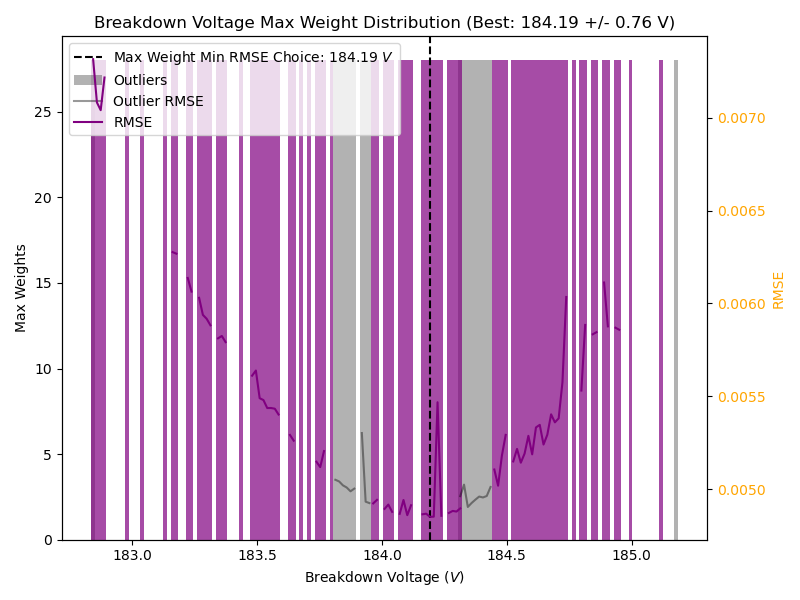 Breakdown Voltage Max Weight Distribution (Best: 184.19 +/- 0.76 V)
Max Weight Min RMSE Choice: 184.19 V
Outliers
Outlier RMSE
RMSE
Max Weights
25
20
15
10
5
0
0.0070
0.0065
0.0060
0.0055
0.0050
RMSE
183.0 183.5 184.0 184.5 185.0
Breakdown Voltage (V)